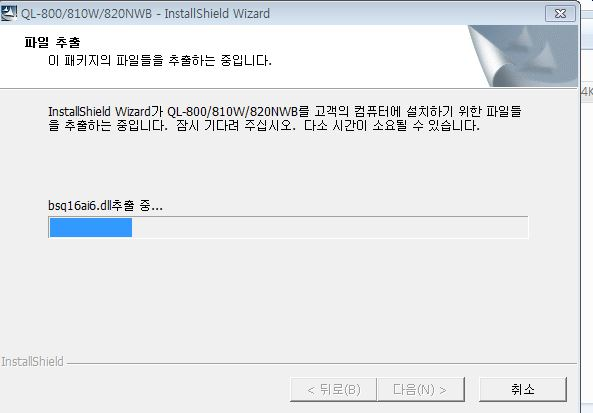 QL-800/810W/820NWB - InstallShield Wizard
파일 추출
이 패키지의 파일들을 추출하는 중입니다.
InstallShield Wizard가 QL-800/810W/820NWB를 고객의 컴퓨터에 설치하기 위한 파일들
을 추출하는 중입니다. 잠시 기다려 주십시오. 다소 시간이 소요될 수 있습니다.
bsq16ai6.dll추출 중...
InstallShield
< 뒤로(B) 다음(N) > 취소